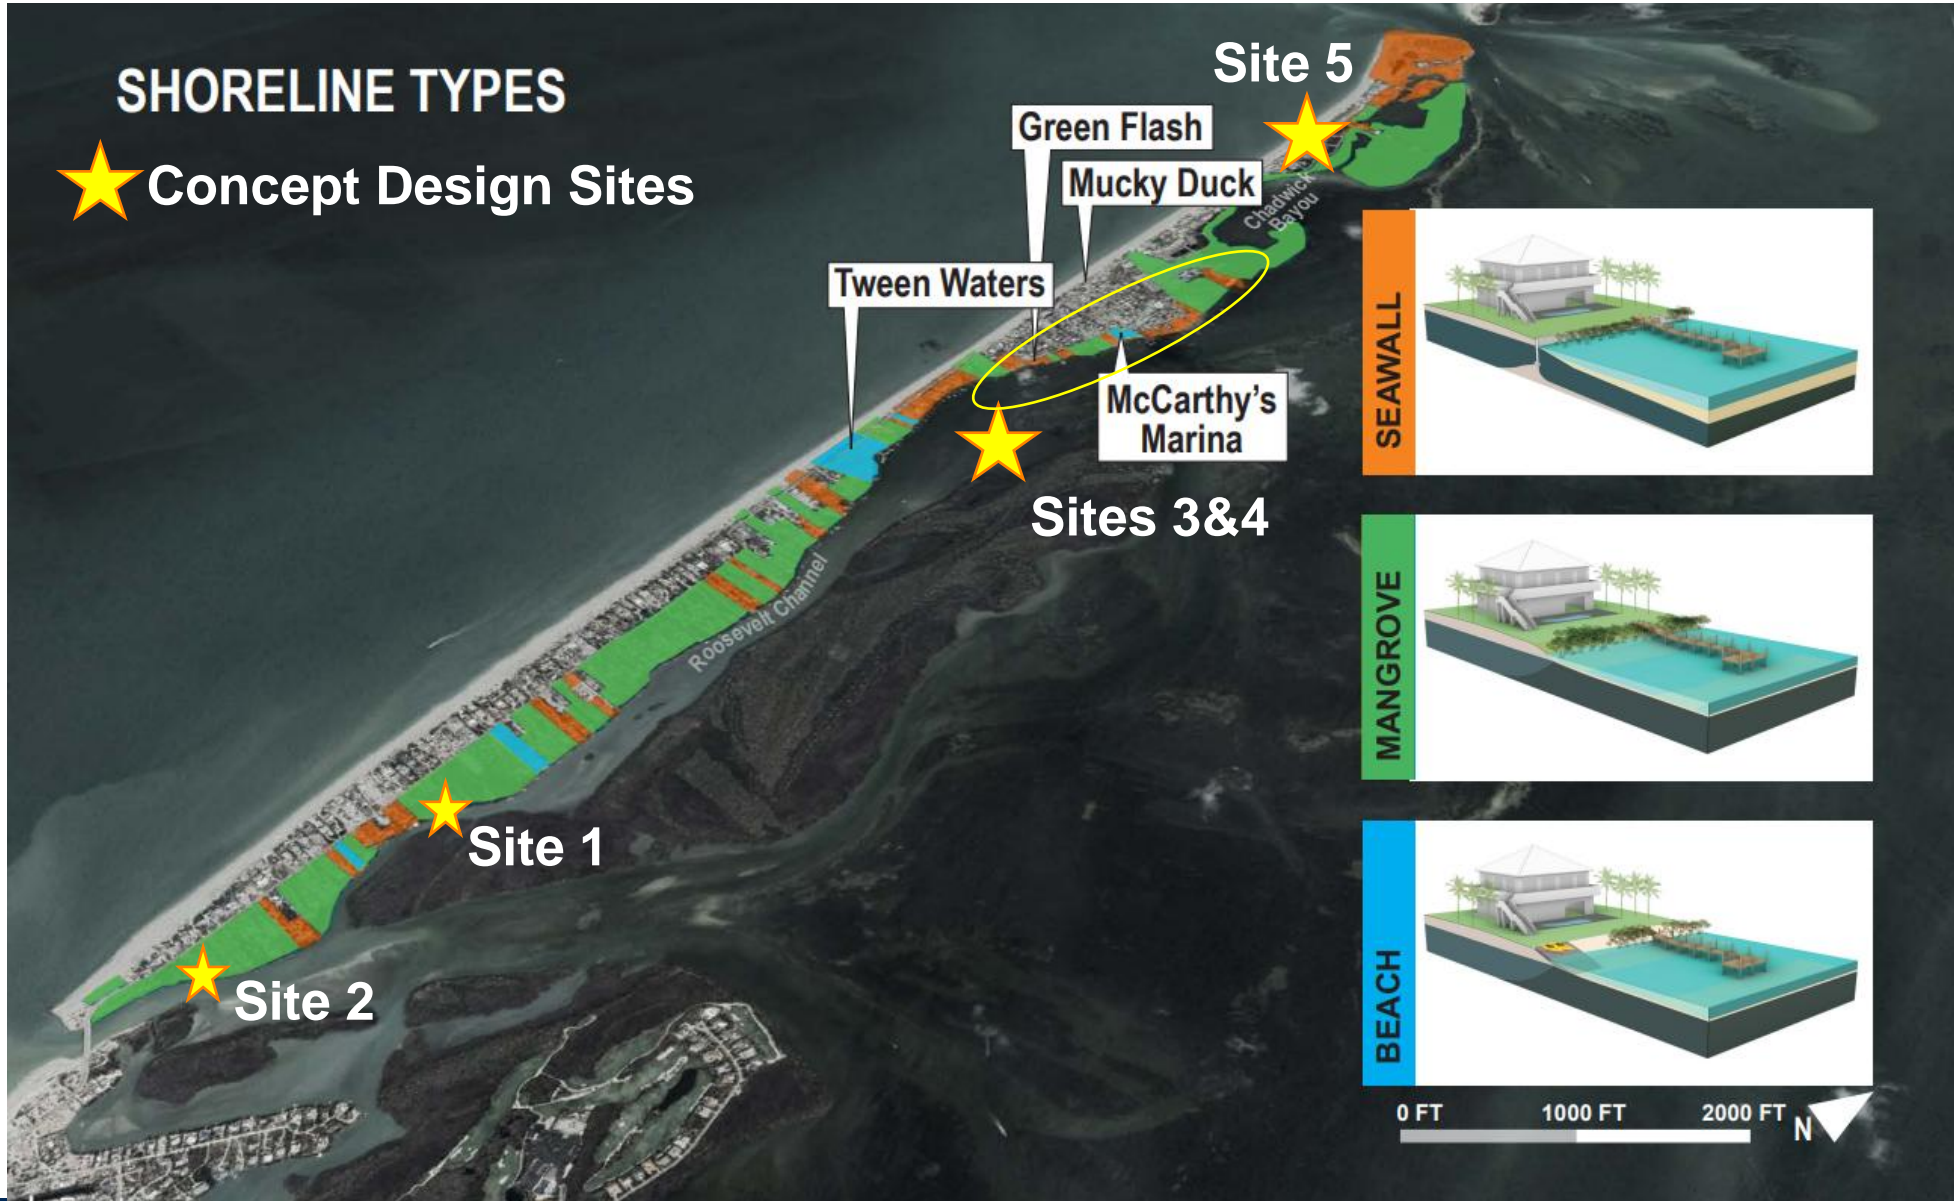 SHORELINE TYPES
Concept Design Sites
Site 5
Green Flash
Mucky Duck
Chadwick
Bayou
Tween Waters
McCarthy's
Marina
Sites 3&4
Roosevelt Channel
Site 1
Site 2
SEAWALL
MANGROVE
BEACH
0 FT 1000 FT 2000 FT
N